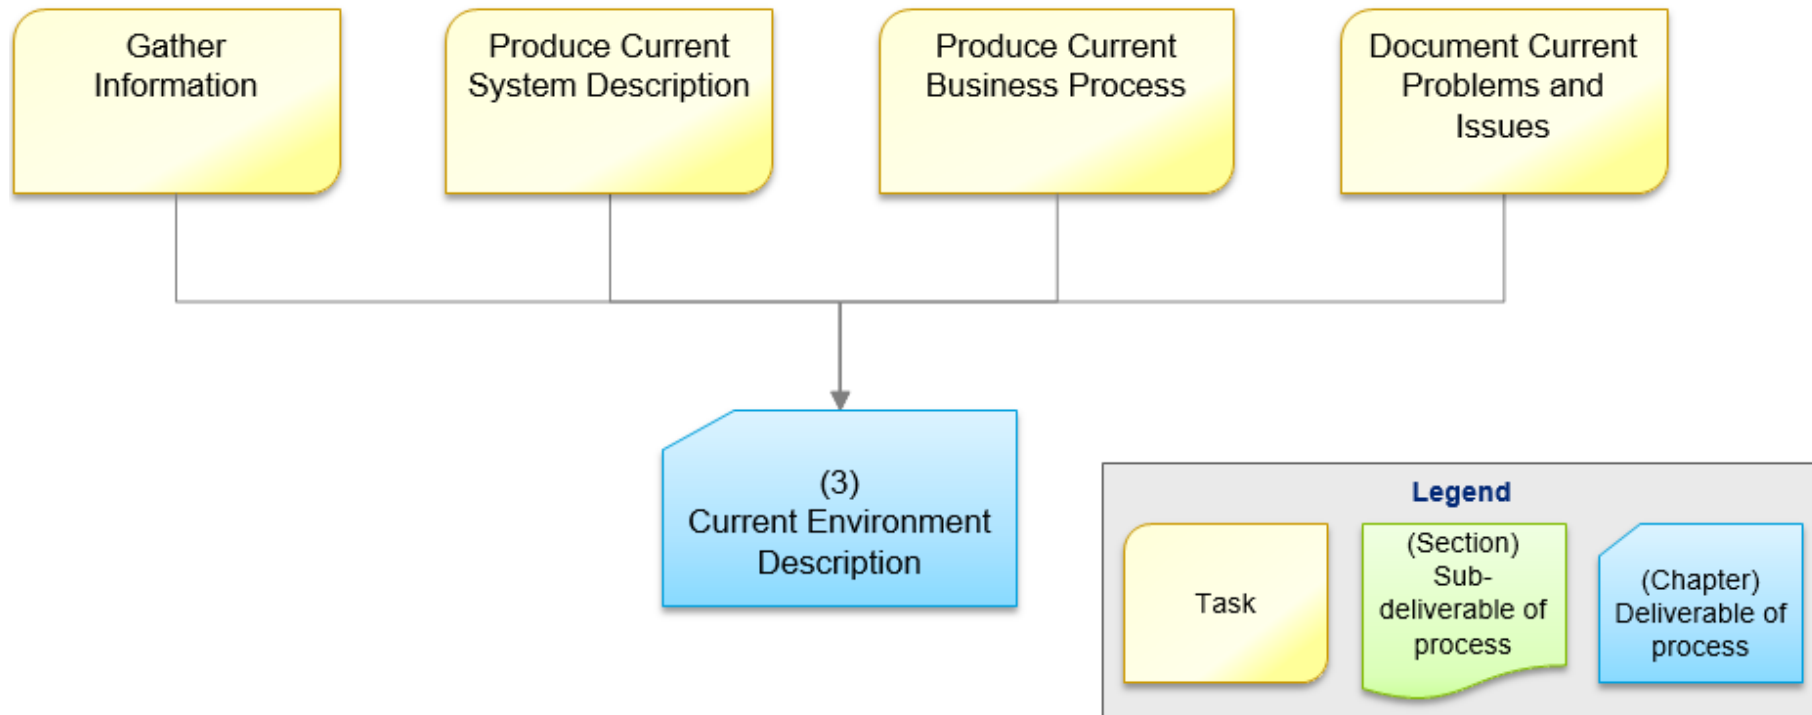 Gather
Information
Produce Current
System Description
Produce Current
Business Process
Document Current
Problems and
Issues
(3)
Current Environment
Description
Legend
Task
(Section)
Sub-
deliverable of
process
(Chapter)
Deliverable of
process